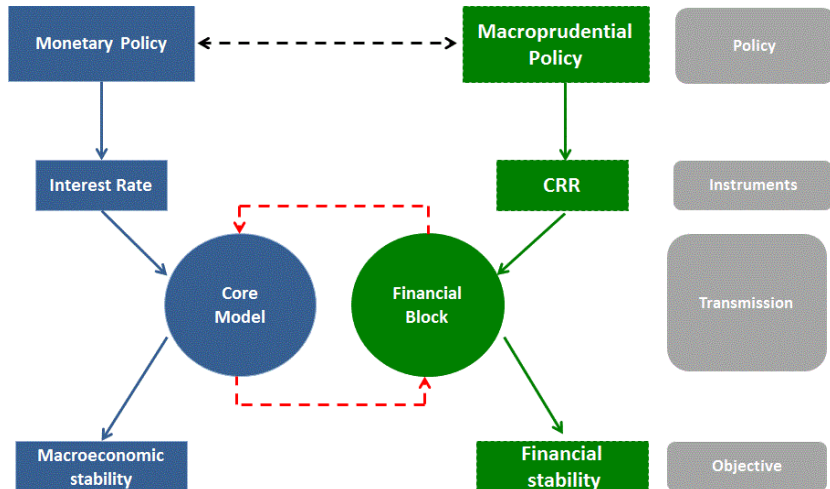 Monetary Policy
Macroprudential
Policy
Policy
Interest Rate
CRR
Instruments
Core
Model
Financial
Block
Transmission
Macroeconomic
stability
Financial
stability
Objective